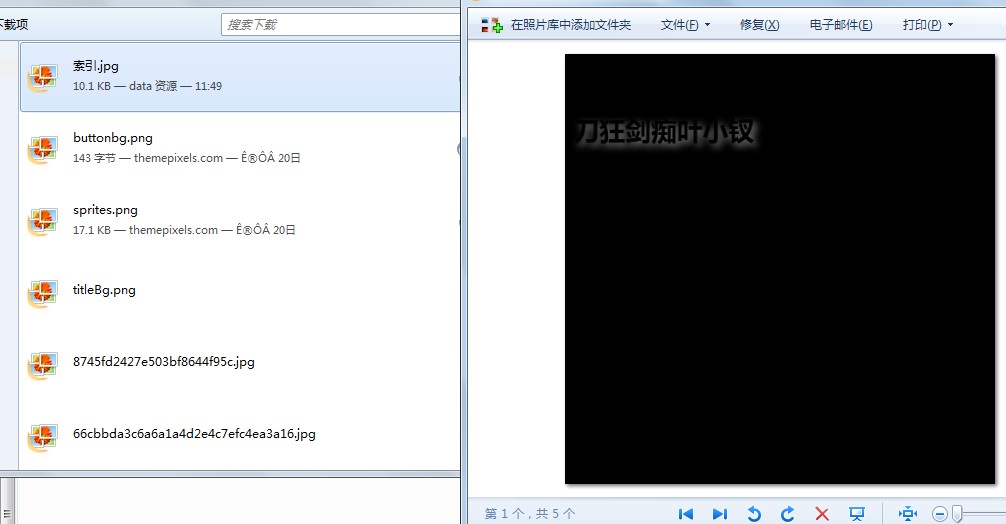 下载项
搜索下载
索引.jpg
10.1 KB — data 资源 — 11:49
buttonbg.png
143 字节 — themepixels.com — Ê®ÔÂ 20日
sprites.png
17.1 KB — themepixels.com — Ê®ÔÂ 20日
titleBg.png
8745fd2427e503bf8644f95c.jpg
66cbbda3c6a6a1a4d2e4c7efc4ea3a16.jpg
在照片库中添加文件夹
文件(F)
修复(X)
电子邮件(E)
打印(P)
刀狂剑痴叶小钗
第 1 个，共 5 个